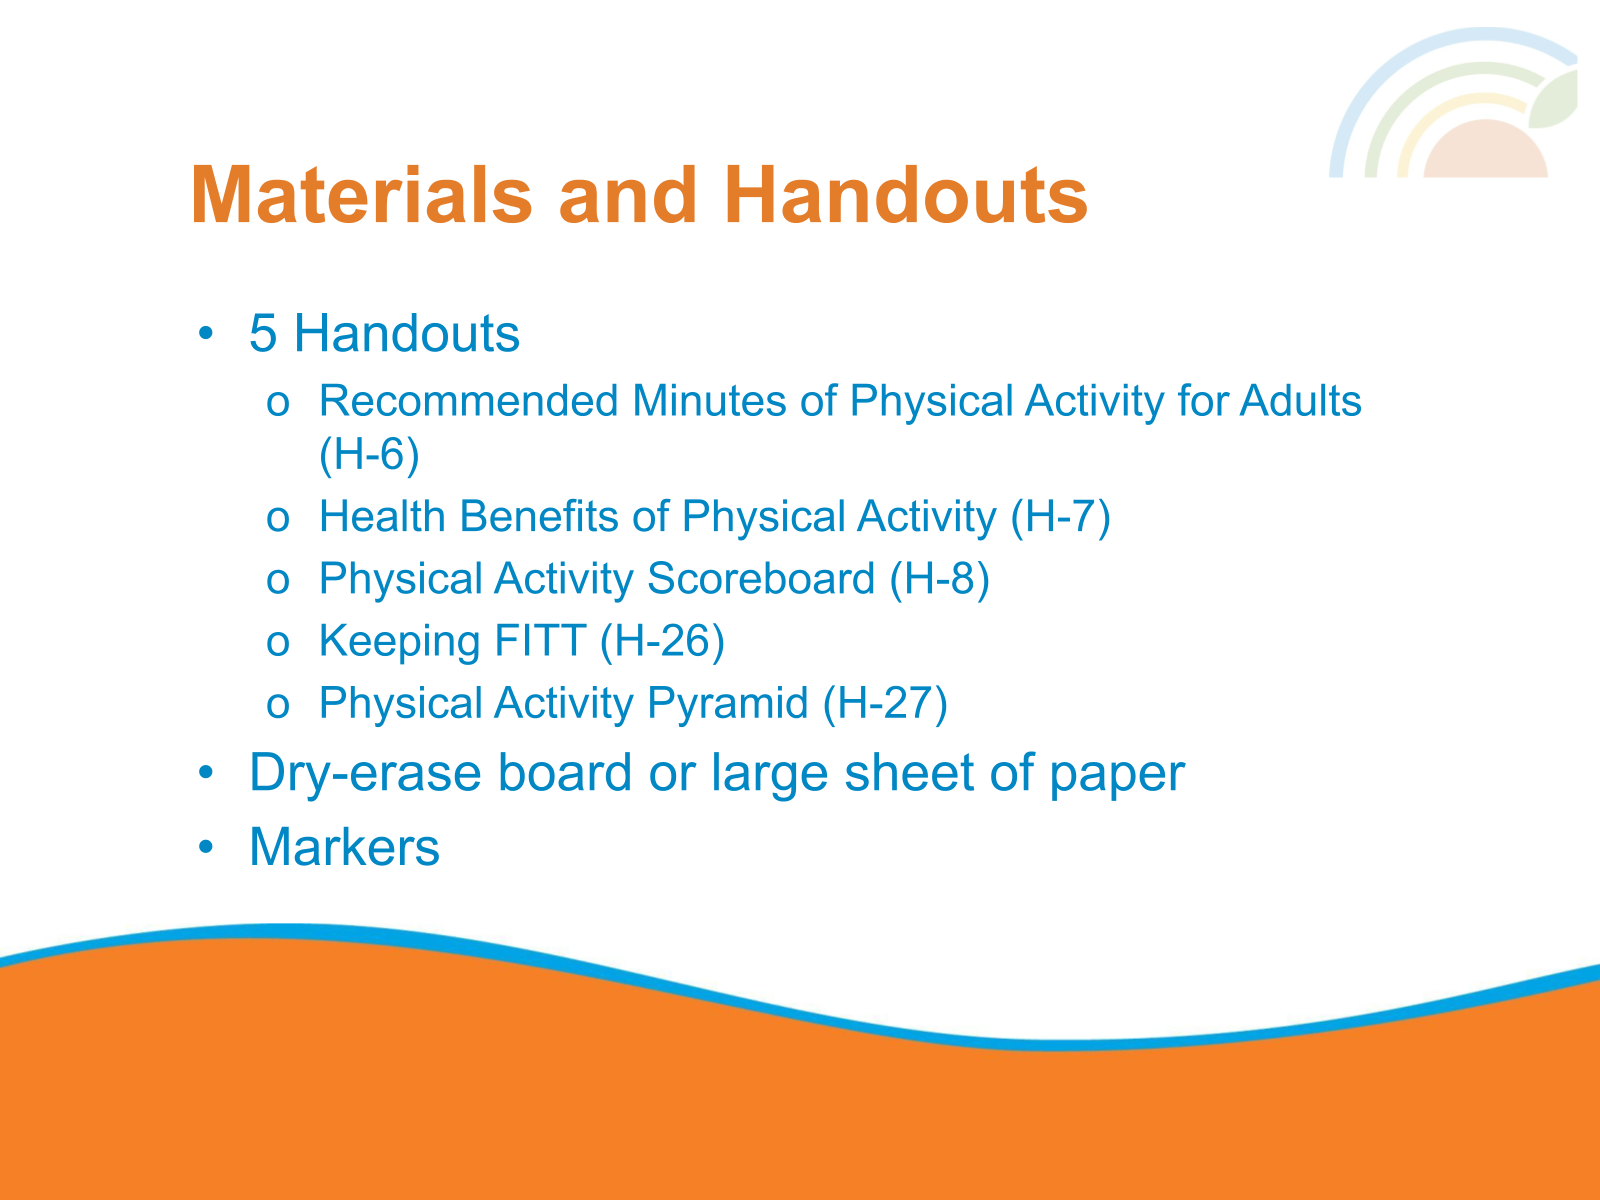 Materials and Handouts
• 5 Handouts
o Recommended Minutes of Physical Activity for Adults
(H-6)
o Health Benefits of Physical Activity (H-7)
o Physical Activity Scoreboard (H-8)
o Keeping FITT (H-26)
o Physical Activity Pyramid (H-27)
• Dry-erase board or large sheet of paper
• Markers